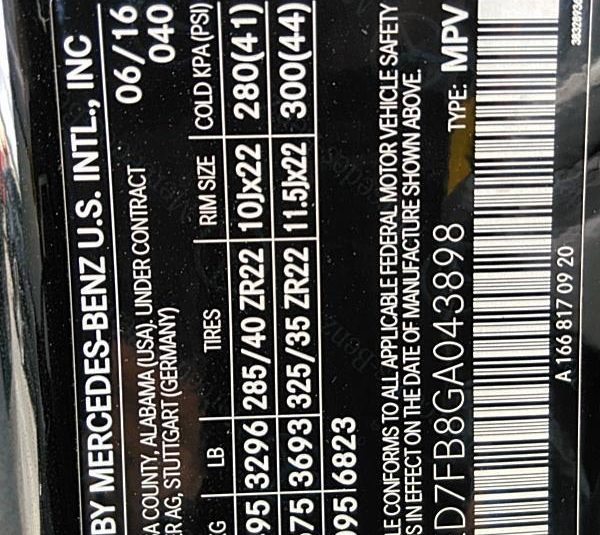 BY MERCEDES-BENZ U.S. INTL., INC
06/16
A COUNTY, ALABAMA (USA), UNDER CONTRACT 040
R AG, STUTTGART (GERMANY)
G LB TIRES RIM SIZE COLD KPA (PSI)
95 3296 285/40 ZR22 10Jx22 280(41)
675 3693 325/35 ZR22 11.5Jx22 300(44)
095 6823
LE CONFORMS TO ALL APPLICABLE FEDERAL MOTOR VEHICLE SAFETY
S IN EFFECT ON THE DATE OF MANUFACTURE SHOWN ABOVE.
D7FB8GA043898 TYPE: MPV
A 166 817 09 20